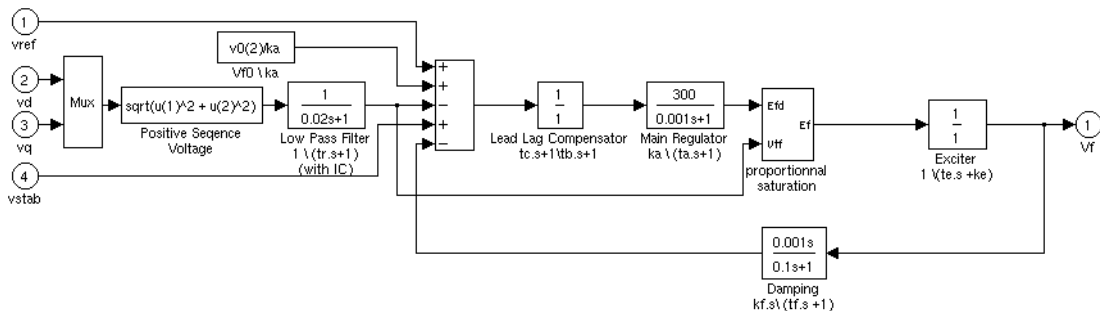 1
vref
v0(2)/ka
Vf0 \ ka
+
+
−
+
−
2
vd
Mux
3
vq
sqrt(u(1)^2 + u(2)^2)
Positive Seqence
Voltage
1
0.02s+1
Low Pass Filter
1 \ (tr.s+1)
(with IC)
4
vstab
1
1
Lead Lag Compensator
tc.s+1\tb.s+1
300
0.001s+1
Main Regulator
ka \ (ta.s+1)
Efd
Vtf
Ef
proportionnal
saturation
1
1
Exciter
1 \(te.s +ke)
1
Vf
0.001s
0.1s+1
Damping
kf.s\ (tf.s +1)